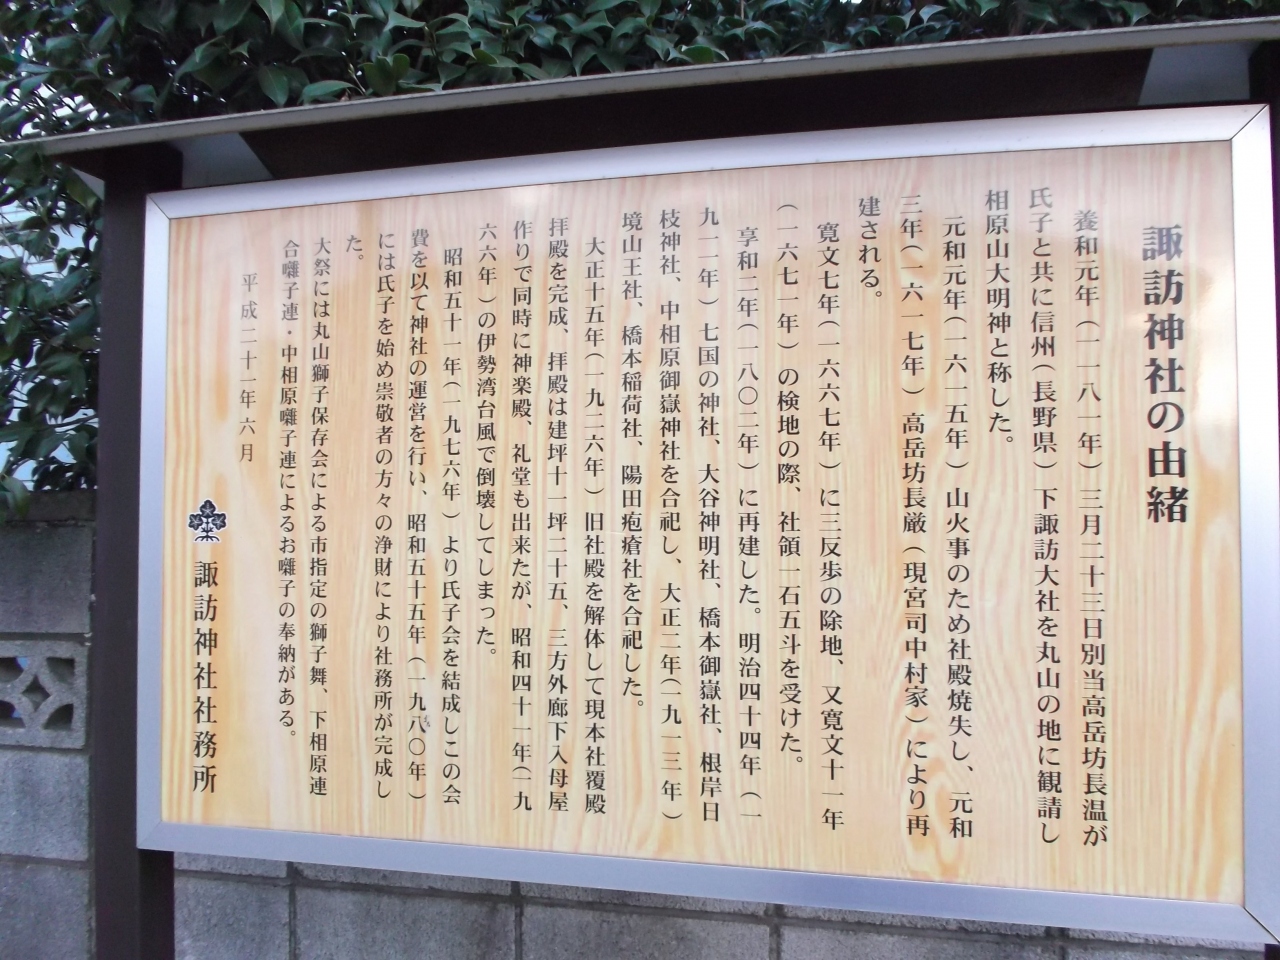 諏訪神社の由緒
養和元年(一一八一年)三月二十三日別当高岳坊長温が
氏子と共に信州(長野県)下諏訪大社を丸山の地に観請し
相原山大明神と称した。
元和元年(一六一五年)山火事のため社殿焼失し、元和
三年(一六一七年)高岳坊長厳(現宮司中村家)により再
建される。
寛文七年(一六六七年)に三反歩の除地、又寛文十一年
(一六七一年)の検地の際、社領一石五斗を受けた。
享和二年(一八〇二年)に再建した。明治四十四年(一
九一一年)七国の神社、大谷神明社、橋本御嶽社、根岸日
枝神社、中相原御嶽神社を合祀し、大正二年(一九一三年)
境山王社、橋本稲荷社、陽田疱瘡社を合祀した。
大正十五年(一九二六年)旧社殿を解体して現本社覆殿
拝殿を完成、拝殿は建坪十一坪二十五、三方外廊下入母屋
作りで同時に神楽殿、礼堂も出来たが、昭和四十一年(一九
六六年)の伊勢湾台風で倒壊してしまった。
昭和五十一年(一九七六年)より氏子会を結成しこの会
費を以て神社の運営を行い、昭和五十五年(一九八〇年)
には氏子を始め崇敬者の方々の浄財により社務所が完成し
た。
大祭には丸山獅子保存会による市指定の獅子舞、下相原連
合囃子連・中相原囃子連によるお囃子の奉納がある。
平成二十一年六月
諏訪神社社務所